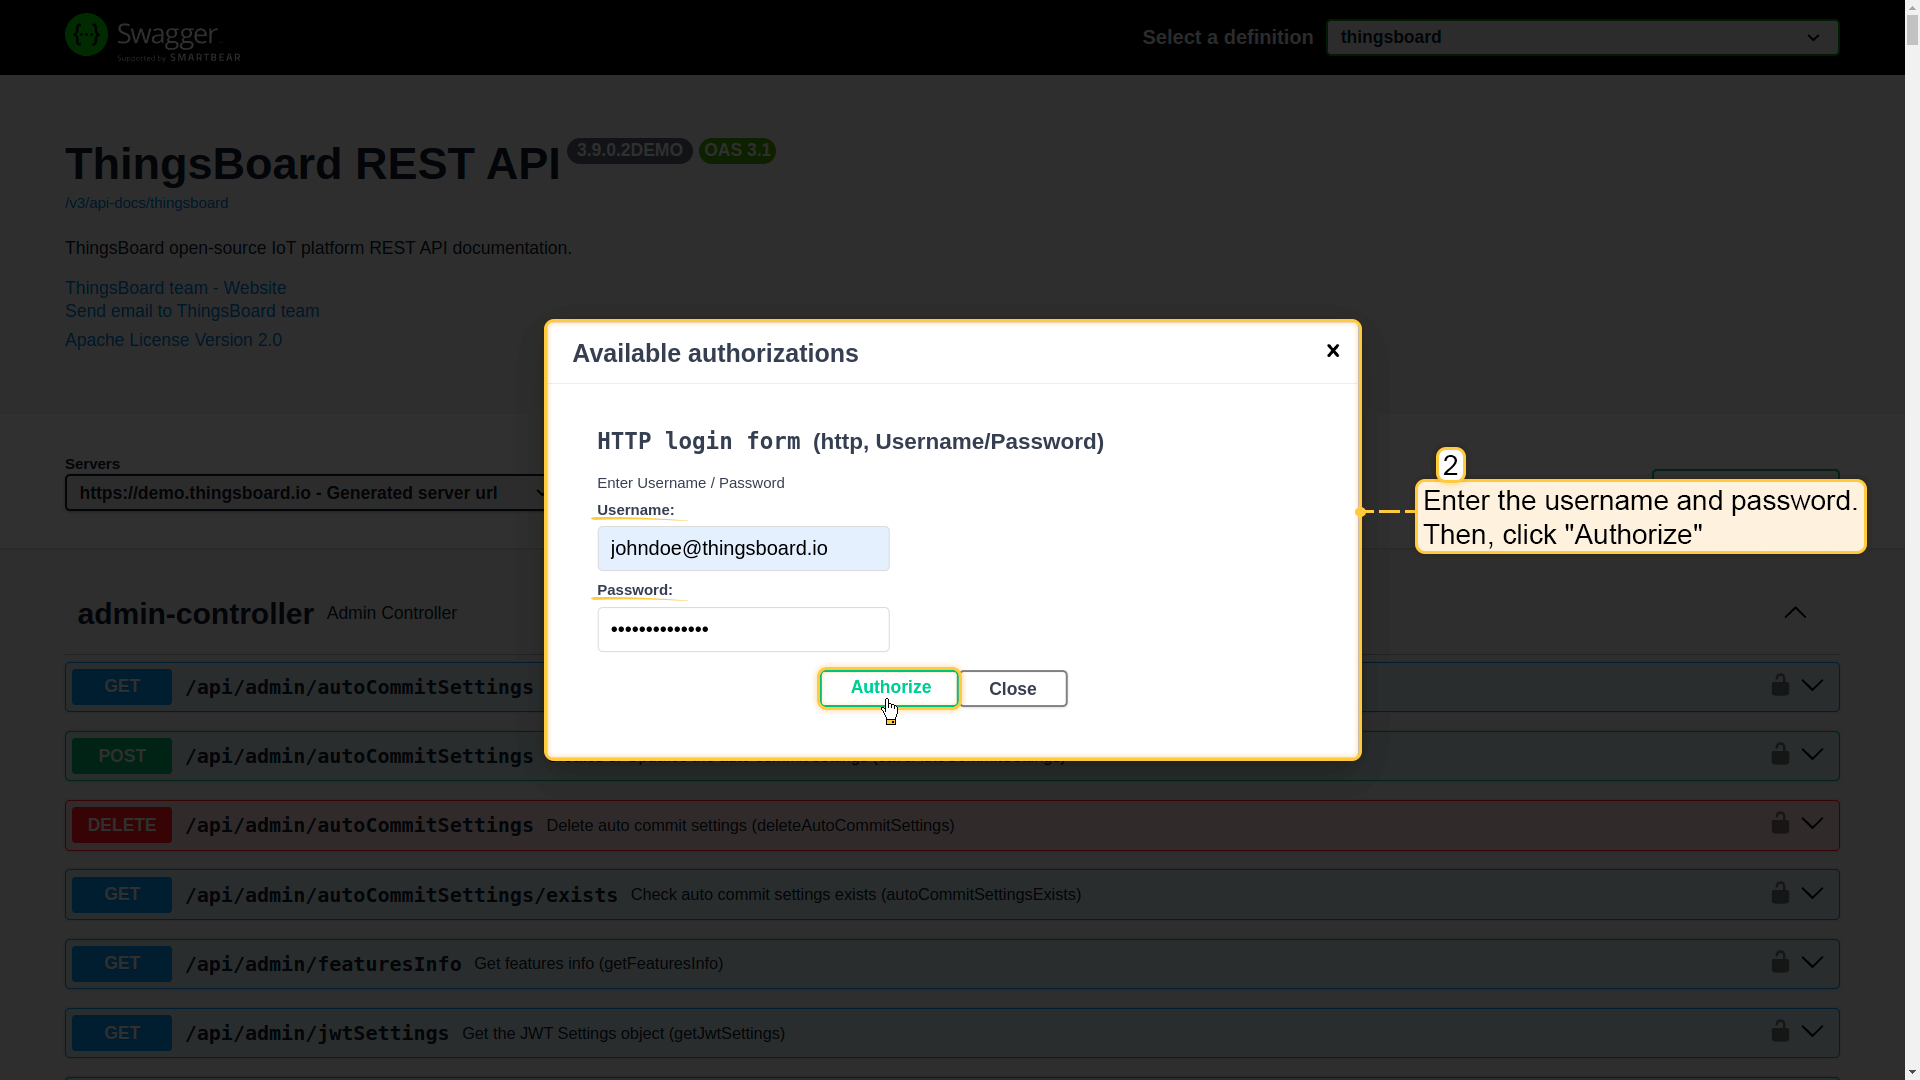 Swagger
Supported by SMARTBEAR
Select a definition
thingsboard
ThingsBoard REST API 3.9.0.2DEMO OAS 3.1
/v3/api-docs/thingsboard
ThingsBoard open-source IoT platform REST API documentation.
ThingsBoard team - Website
Send email to ThingsBoard team
Apache License Version 2.0
Available authorizations
HTTP login form (http, Username/Password)
Enter Username / Password
Username:
johndoe@thingsboard.io
Password:
••••••••••••••
Authorize
Close
2
Enter the username and password.
Then, click "Authorize"
Servers
https://demo.thingsboard.io - Generated server url
admin-controller Admin Controller
GET /api/admin/autoCommitSettings
POST /api/admin/autoCommitSettings
DELETE /api/admin/autoCommitSettings Delete auto commit settings (deleteAutoCommitSettings)
GET /api/admin/autoCommitSettings/exists Check auto commit settings exists (autoCommitSettingsExists)
GET /api/admin/featuresInfo Get features info (getFeaturesInfo)
GET /api/admin/jwtSettings Get the JWT Settings object (getJwtSettings)